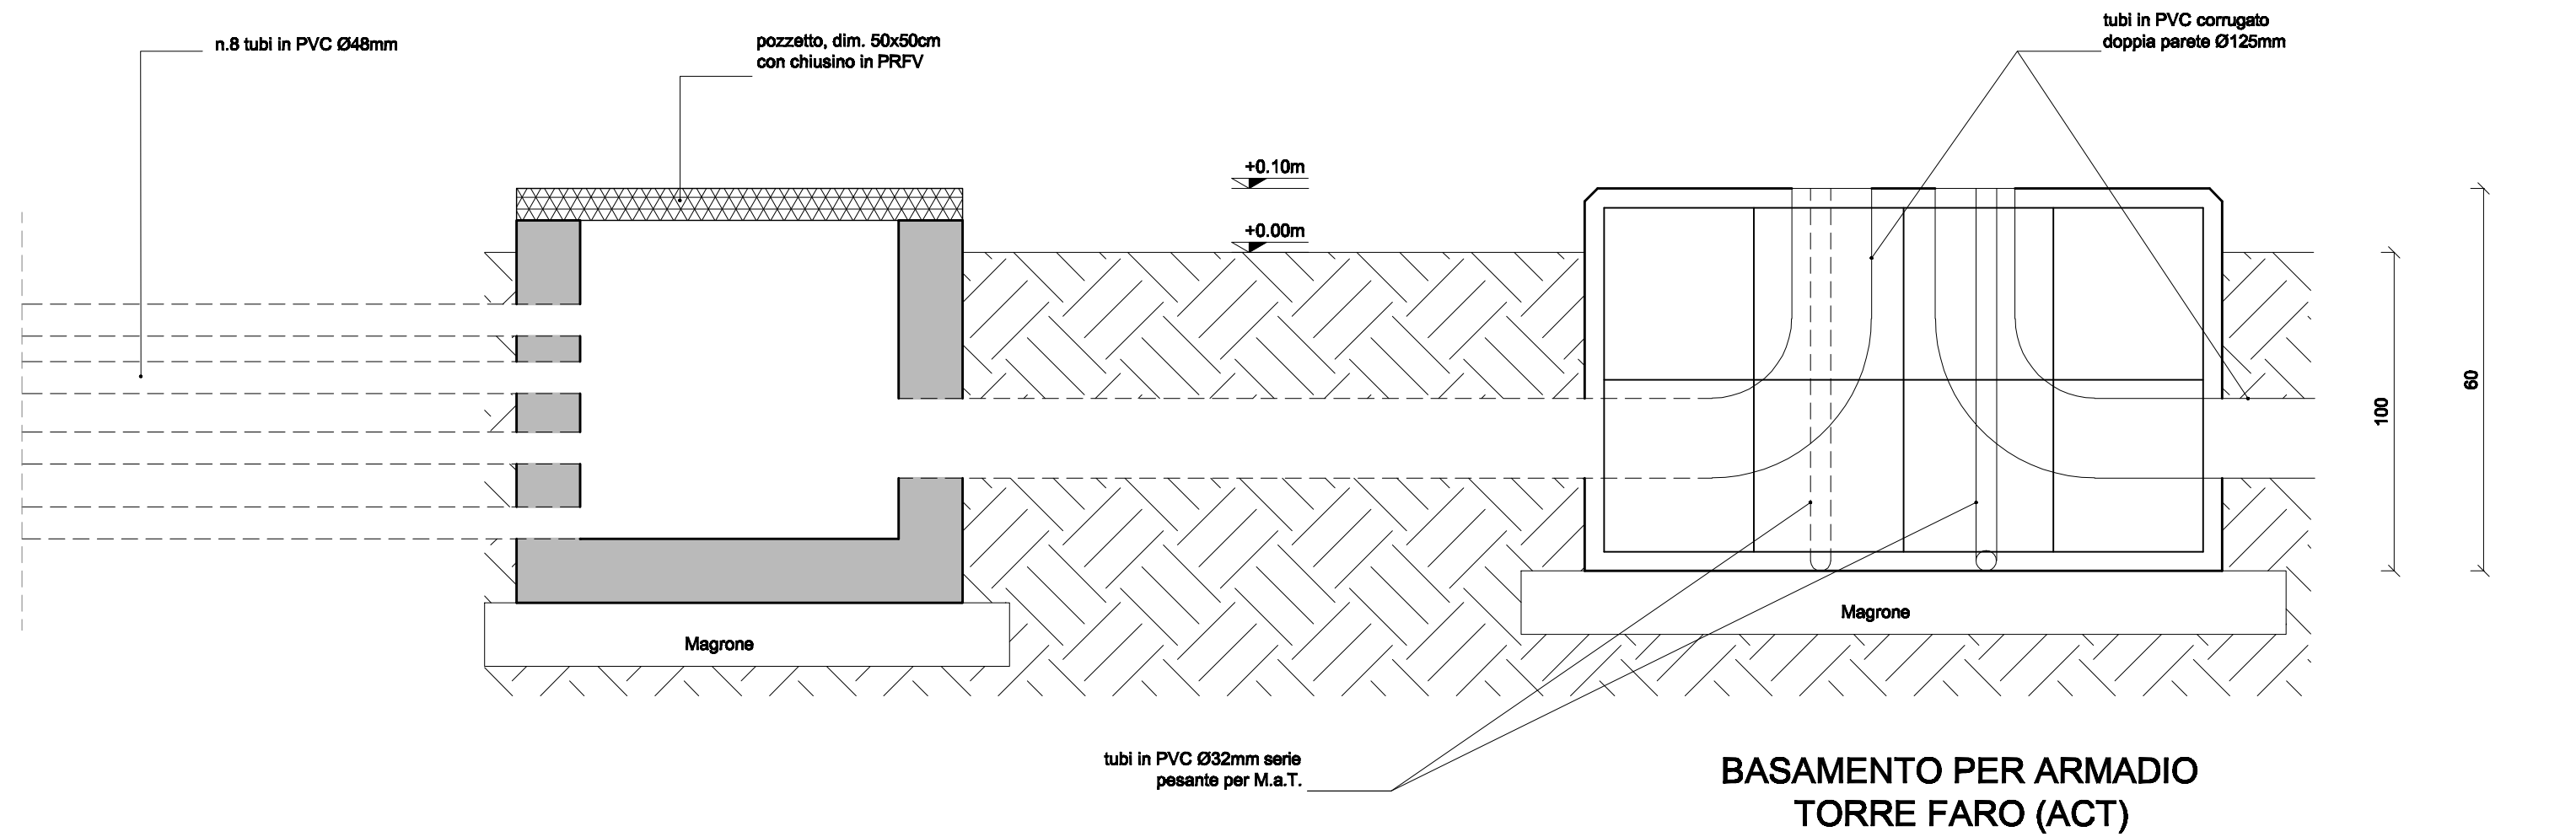 n.8 tubi in PVC Ø48mm
pozzetto, dim. 50x50cm
con chiusino in PRFV
tubi in PVC corrugato
doppia parete Ø125mm
+0.10m
+0.00m
100
60
Magrone
Magrone
tubi in PVC Ø32mm serie
pesante per M.a.T.
BASAMENTO PER ARMADIO
TORRE FARO (ACT)